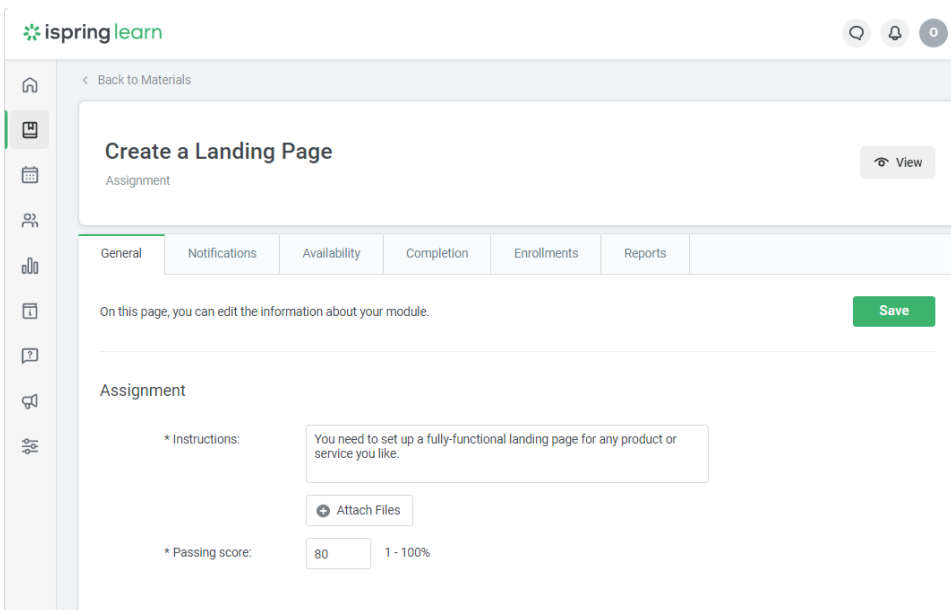 ispring learn
O
Back to Materials
Create a Landing Page
Assignment
View
General
Notifications
Availability
Completion
Enrollments
Reports
On this page, you can edit the information about your module.
Save
Assignment
* Instructions:
You need to set up a fully-functional landing page for any product or
service you like.
Attach Files
* Passing score:
80
1 - 100%